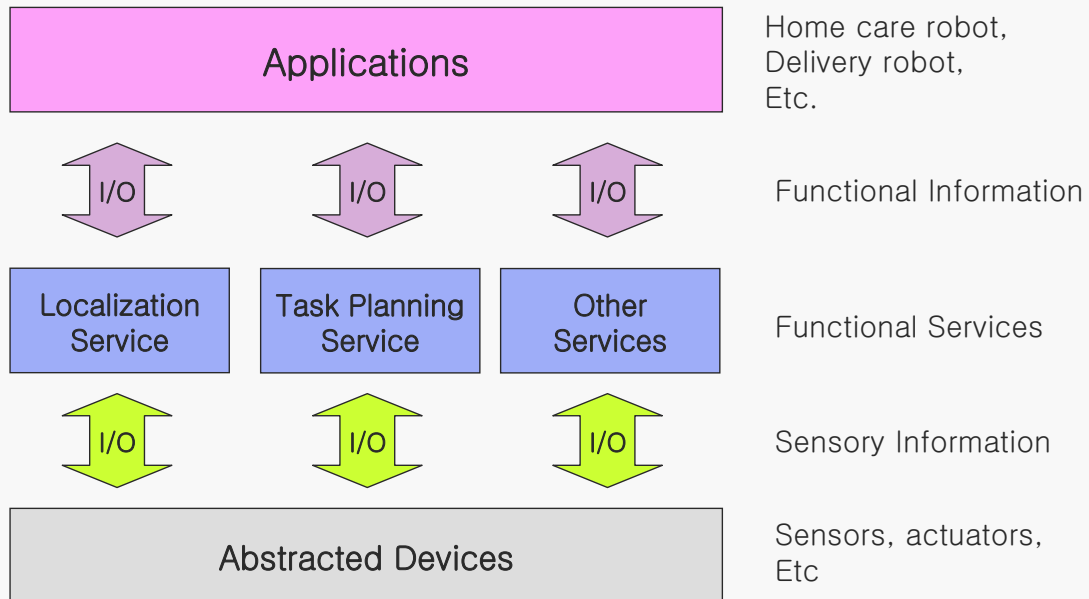 Applications
Home care robot,
Delivery robot,
Etc.
I/O
I/O
I/O
Functional Information
Localization
Service
Task Planning
Service
Other
Services
Functional Services
I/O
I/O
I/O
Sensory Information
Abstracted Devices
Sensors, actuators,
Etc